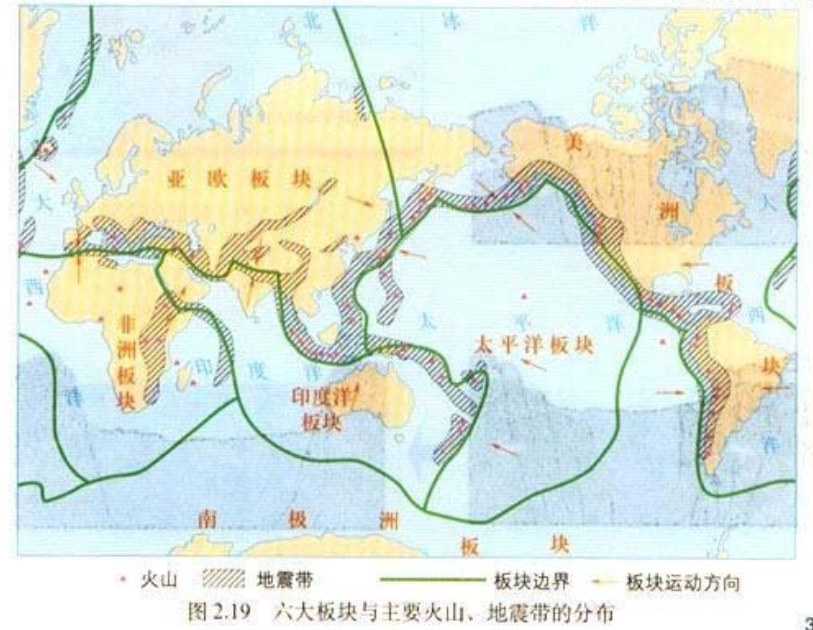 北 冰 洋
亚 欧 板 块
美
洲
板
块
大
西
洋
大
西
洋
非
洲
板
块
印 度 洋
太 平 洋
太平洋板块
印度洋
板块
南 极 洲
板 块
火山 地震带 板块边界 板块运动方向
图 2.19 六大板块与主要火山、地震带的分布
3